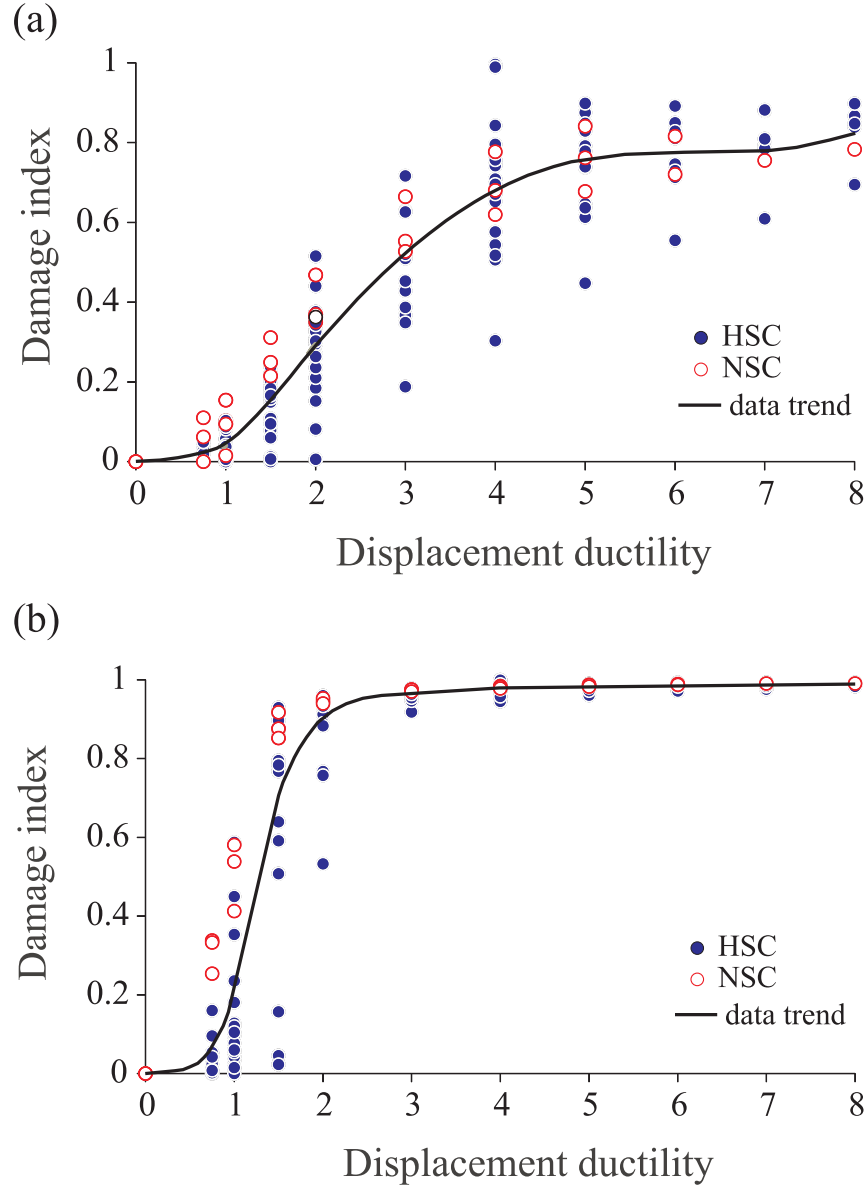 (a)
1
0.8
0.6
0.4
0.2
0
Damage index
HSC
NSC
data trend
0 1 2 3 4 5 6 7 8
Displacement ductility
(b)
1
0.8
0.6
0.4
0.2
0
Damage index
HSC
NSC
data trend
0 1 2 3 4 5 6 7 8
Displacement ductility